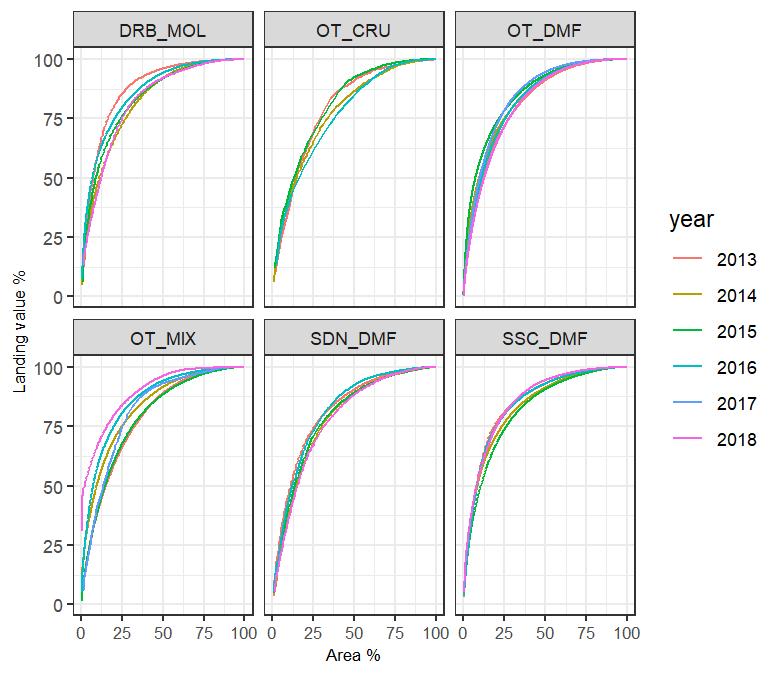 DRB_MOL OT_CRU OT_DMF
100
75
50
25
0
OT_MIX SDN_DMF SSC_DMF
100
75
50
25
0
0 25 50 75 100 0 25 50 75 100 0 25 50 75 100
Area %
Landing value %
year
2013
2014
2015
2016
2017
2018